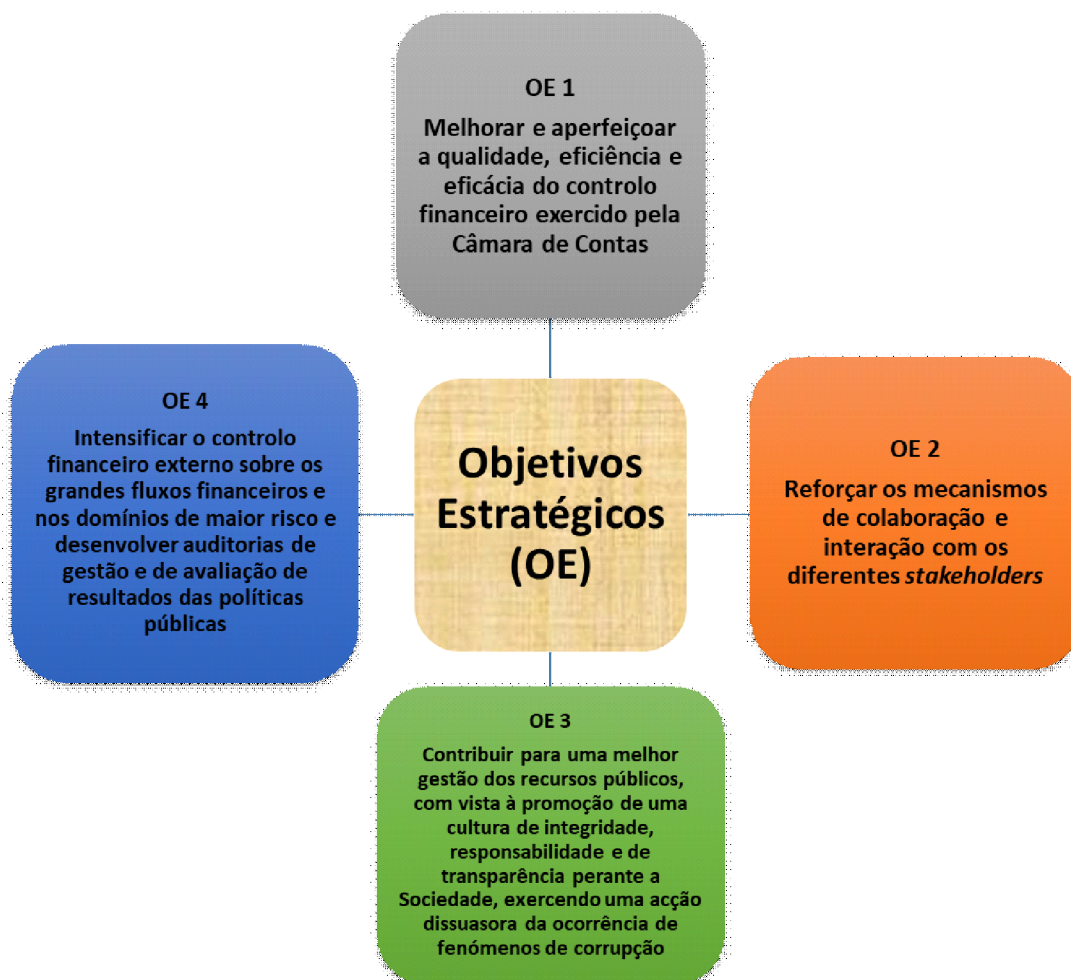 OE 1
Melhorar e aperfeiçoar
a qualidade, eficiência e
eficácia do controlo
financeiro exercido pela
Câmara de Contas
OE 4
Intensificar o controlo
financeiro externo sobre os
grandes fluxos financeiros e
nos domínios de maior risco e
desenvolver auditorias de
gestão e de avaliação de
resultados das políticas
públicas
Objetivos
Estratégicos
(OE)
OE 2
Reforçar os mecanismos
de colaboração e
interação com os
diferentes stakeholders
OE 3
Contribuir para uma melhor
gestão dos recursos públicos,
com vista à promoção de uma
cultura de integridade,
responsabilidade e de
transparência perante a
Sociedade, exercendo uma acção
dissuasora da ocorrência de
fenómenos de corrupção